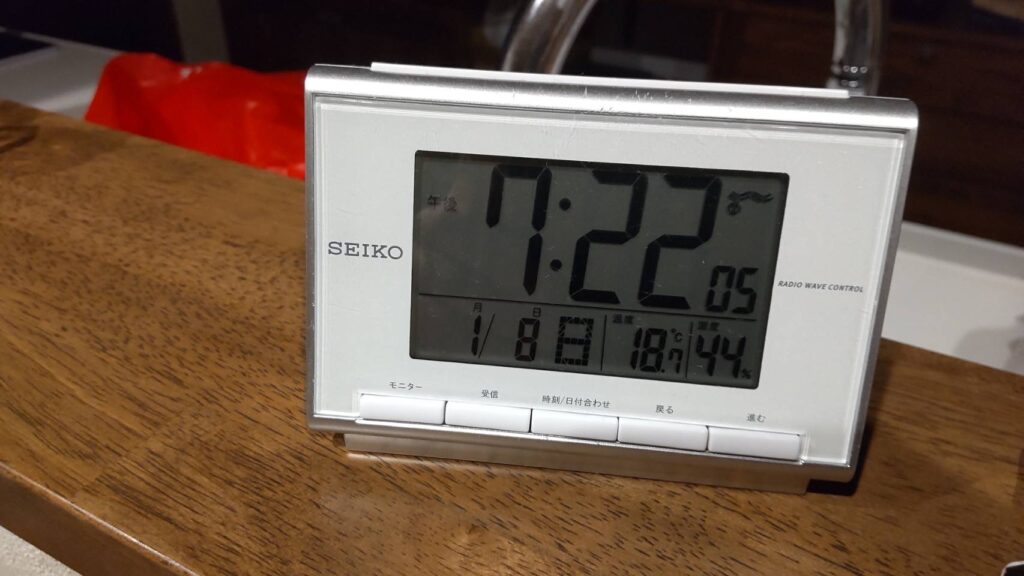 午後 7:22 05
SEIKO
RADIO WAVE CONTROL
月 日 温度 湿度
1/8 日 18.7℃ 44%
モニター 受信 時刻/日付合わせ 戻る 進む